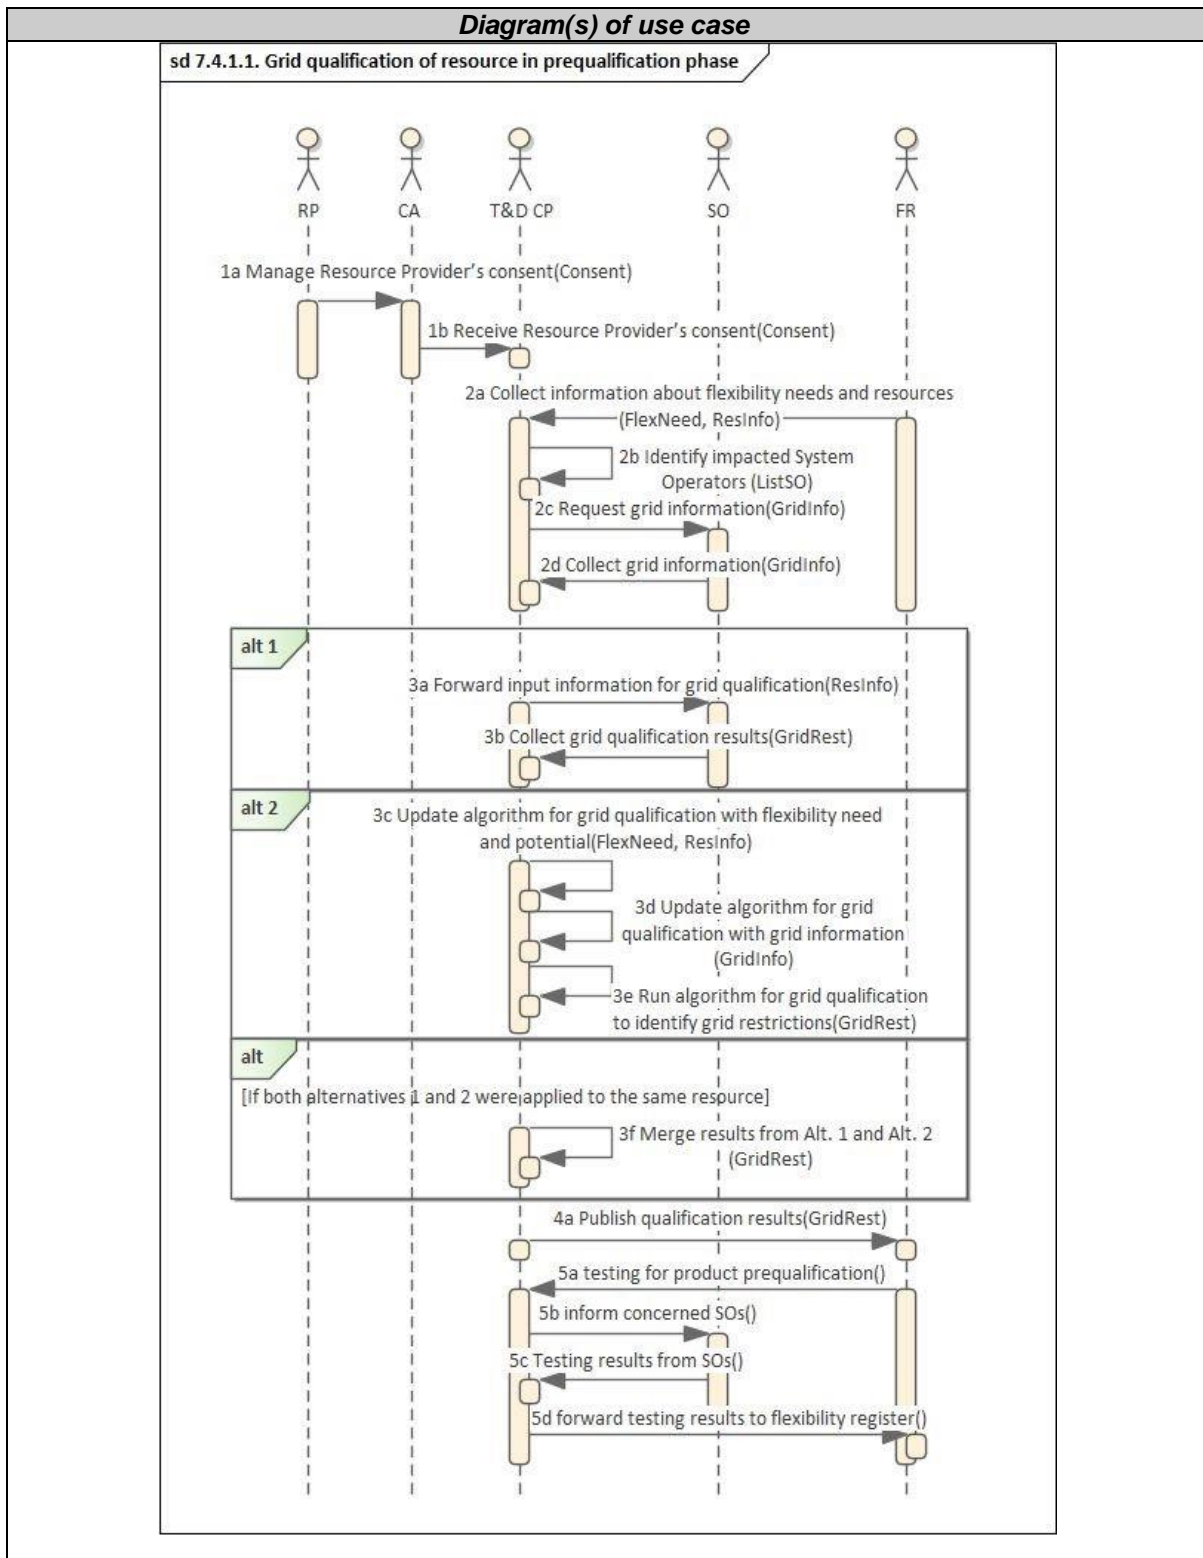 Diagram(s) of use case
sd 7.4.1.1. Grid qualification of resource in prequalification phase
RP
CA
T&D CP
SO
FR
1a Manage Resource Provider's consent(Consent)
1b Receive Resource Provider's consent(Consent)
2a Collect information about flexibility needs and resources
(FlexNeed, ResInfo)
2b Identify impacted System
Operators (ListSO)
2c Request grid information(GridInfo)
2d Collect grid information(GridInfo)
alt 1
3a Forward input information for grid qualification(ResInfo)
3b Collect grid qualification results(GridRest)
alt 2
3c Update algorithm for grid qualification with flexibility need
and potential(FlexNeed, ResInfo)
3d Update algorithm for grid
qualification with grid information
(GridInfo)
3e Run algorithm for grid qualification
to identify grid restrictions(GridRest)
alt
[If both alternatives 1 and 2 were applied to the same resource]
3f Merge results from Alt. 1 and Alt. 2
(GridRest)
4a Publish qualification results(GridRest)
5a testing for product prequalification()
5b inform concerned SOs()
5c Testing results from SOs()
5d forward testing results to flexibility register()